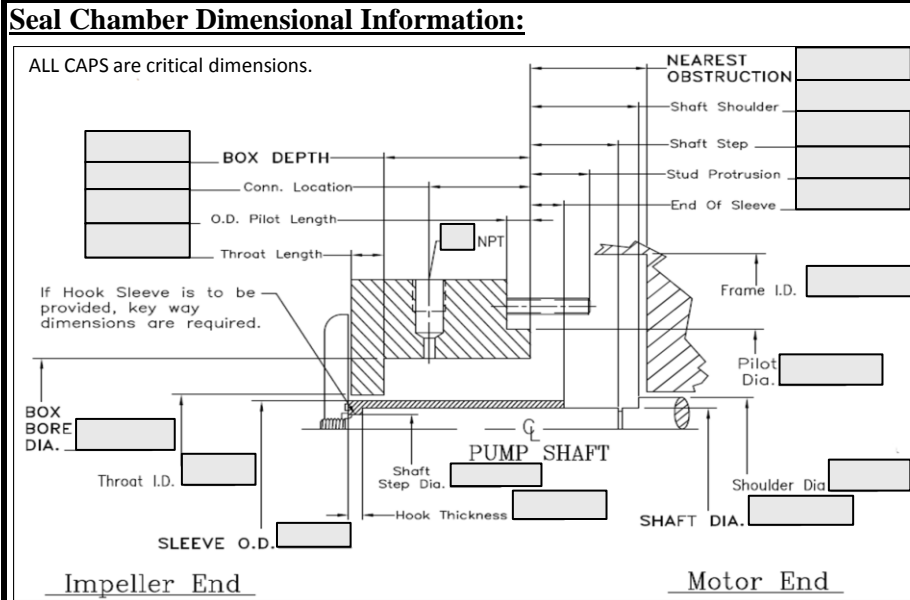 Seal Chamber Dimensional Information:
ALL CAPS are critical dimensions.
NEAREST
OBSTRUCTION
Shaft Shoulder
Shaft Step
Stud Protrusion
End Of Sleeve
BOX DEPTH
Conn. Location
O.D. Pilot Length
Throat Length
NPT
If Hook Sleeve is to be
provided, key way
dimensions are required.
Frame I.D.
Pilot
Dia.
BOX
BORE
DIA.
Throat I.D.
SLEEVE O.D.
Shaft
Step Dia.
Hook Thickness
CL
PUMP SHAFT
Shoulder Dia
SHAFT DIA.
Impeller End
Motor End